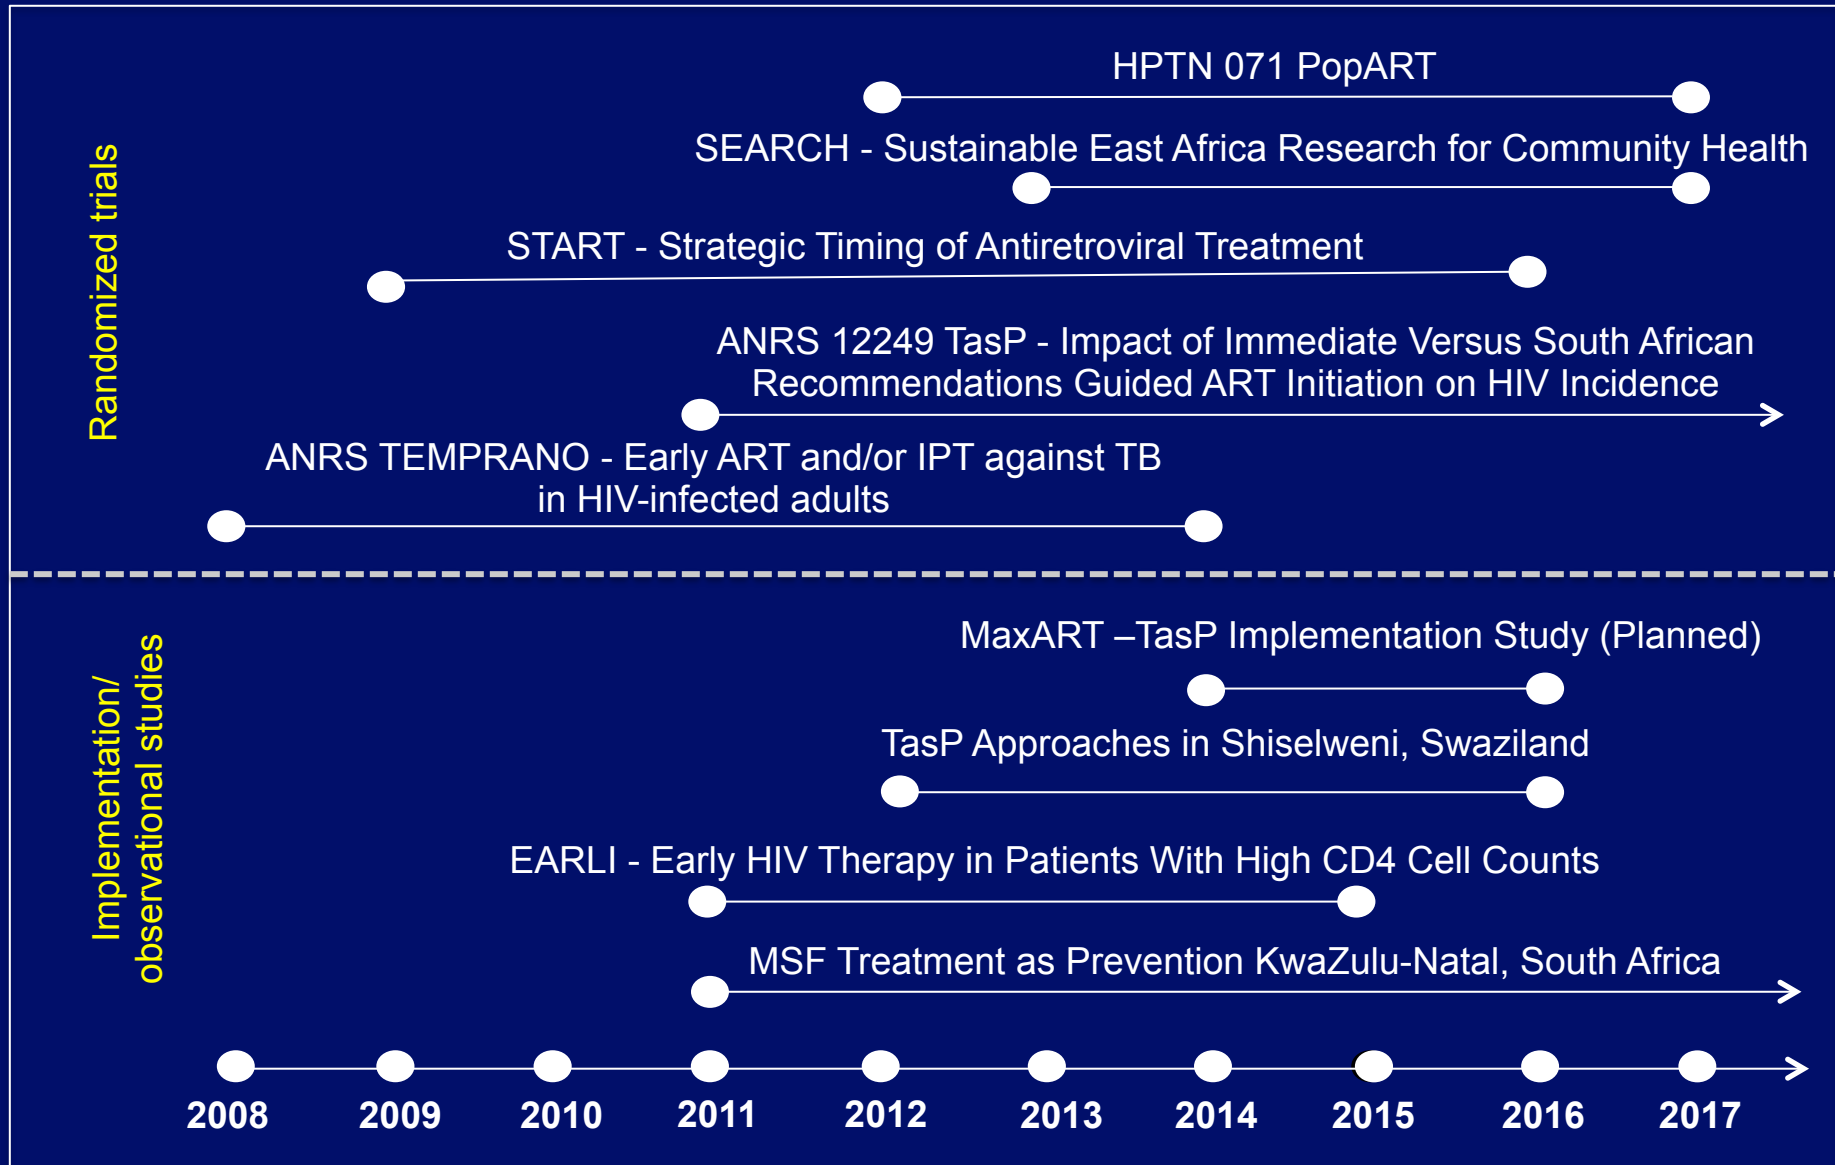 Randomized trials
HPTN 071 PopART
SEARCH - Sustainable East Africa Research for Community Health
START - Strategic Timing of Antiretroviral Treatment
ANRS 12249 TasP - Impact of Immediate Versus South African
Recommendations Guided ART Initiation on HIV Incidence
ANRS TEMPRANO - Early ART and/or IPT against TB
in HIV-infected adults
Implementation/
observational studies
MaxART –TasP Implementation Study (Planned)
TasP Approaches in Shiselweni, Swaziland
EARLI - Early HIV Therapy in Patients With High CD4 Cell Counts
MSF Treatment as Prevention KwaZulu-Natal, South Africa
2008 2009 2010 2011 2012 2013 2014 2015 2016 2017